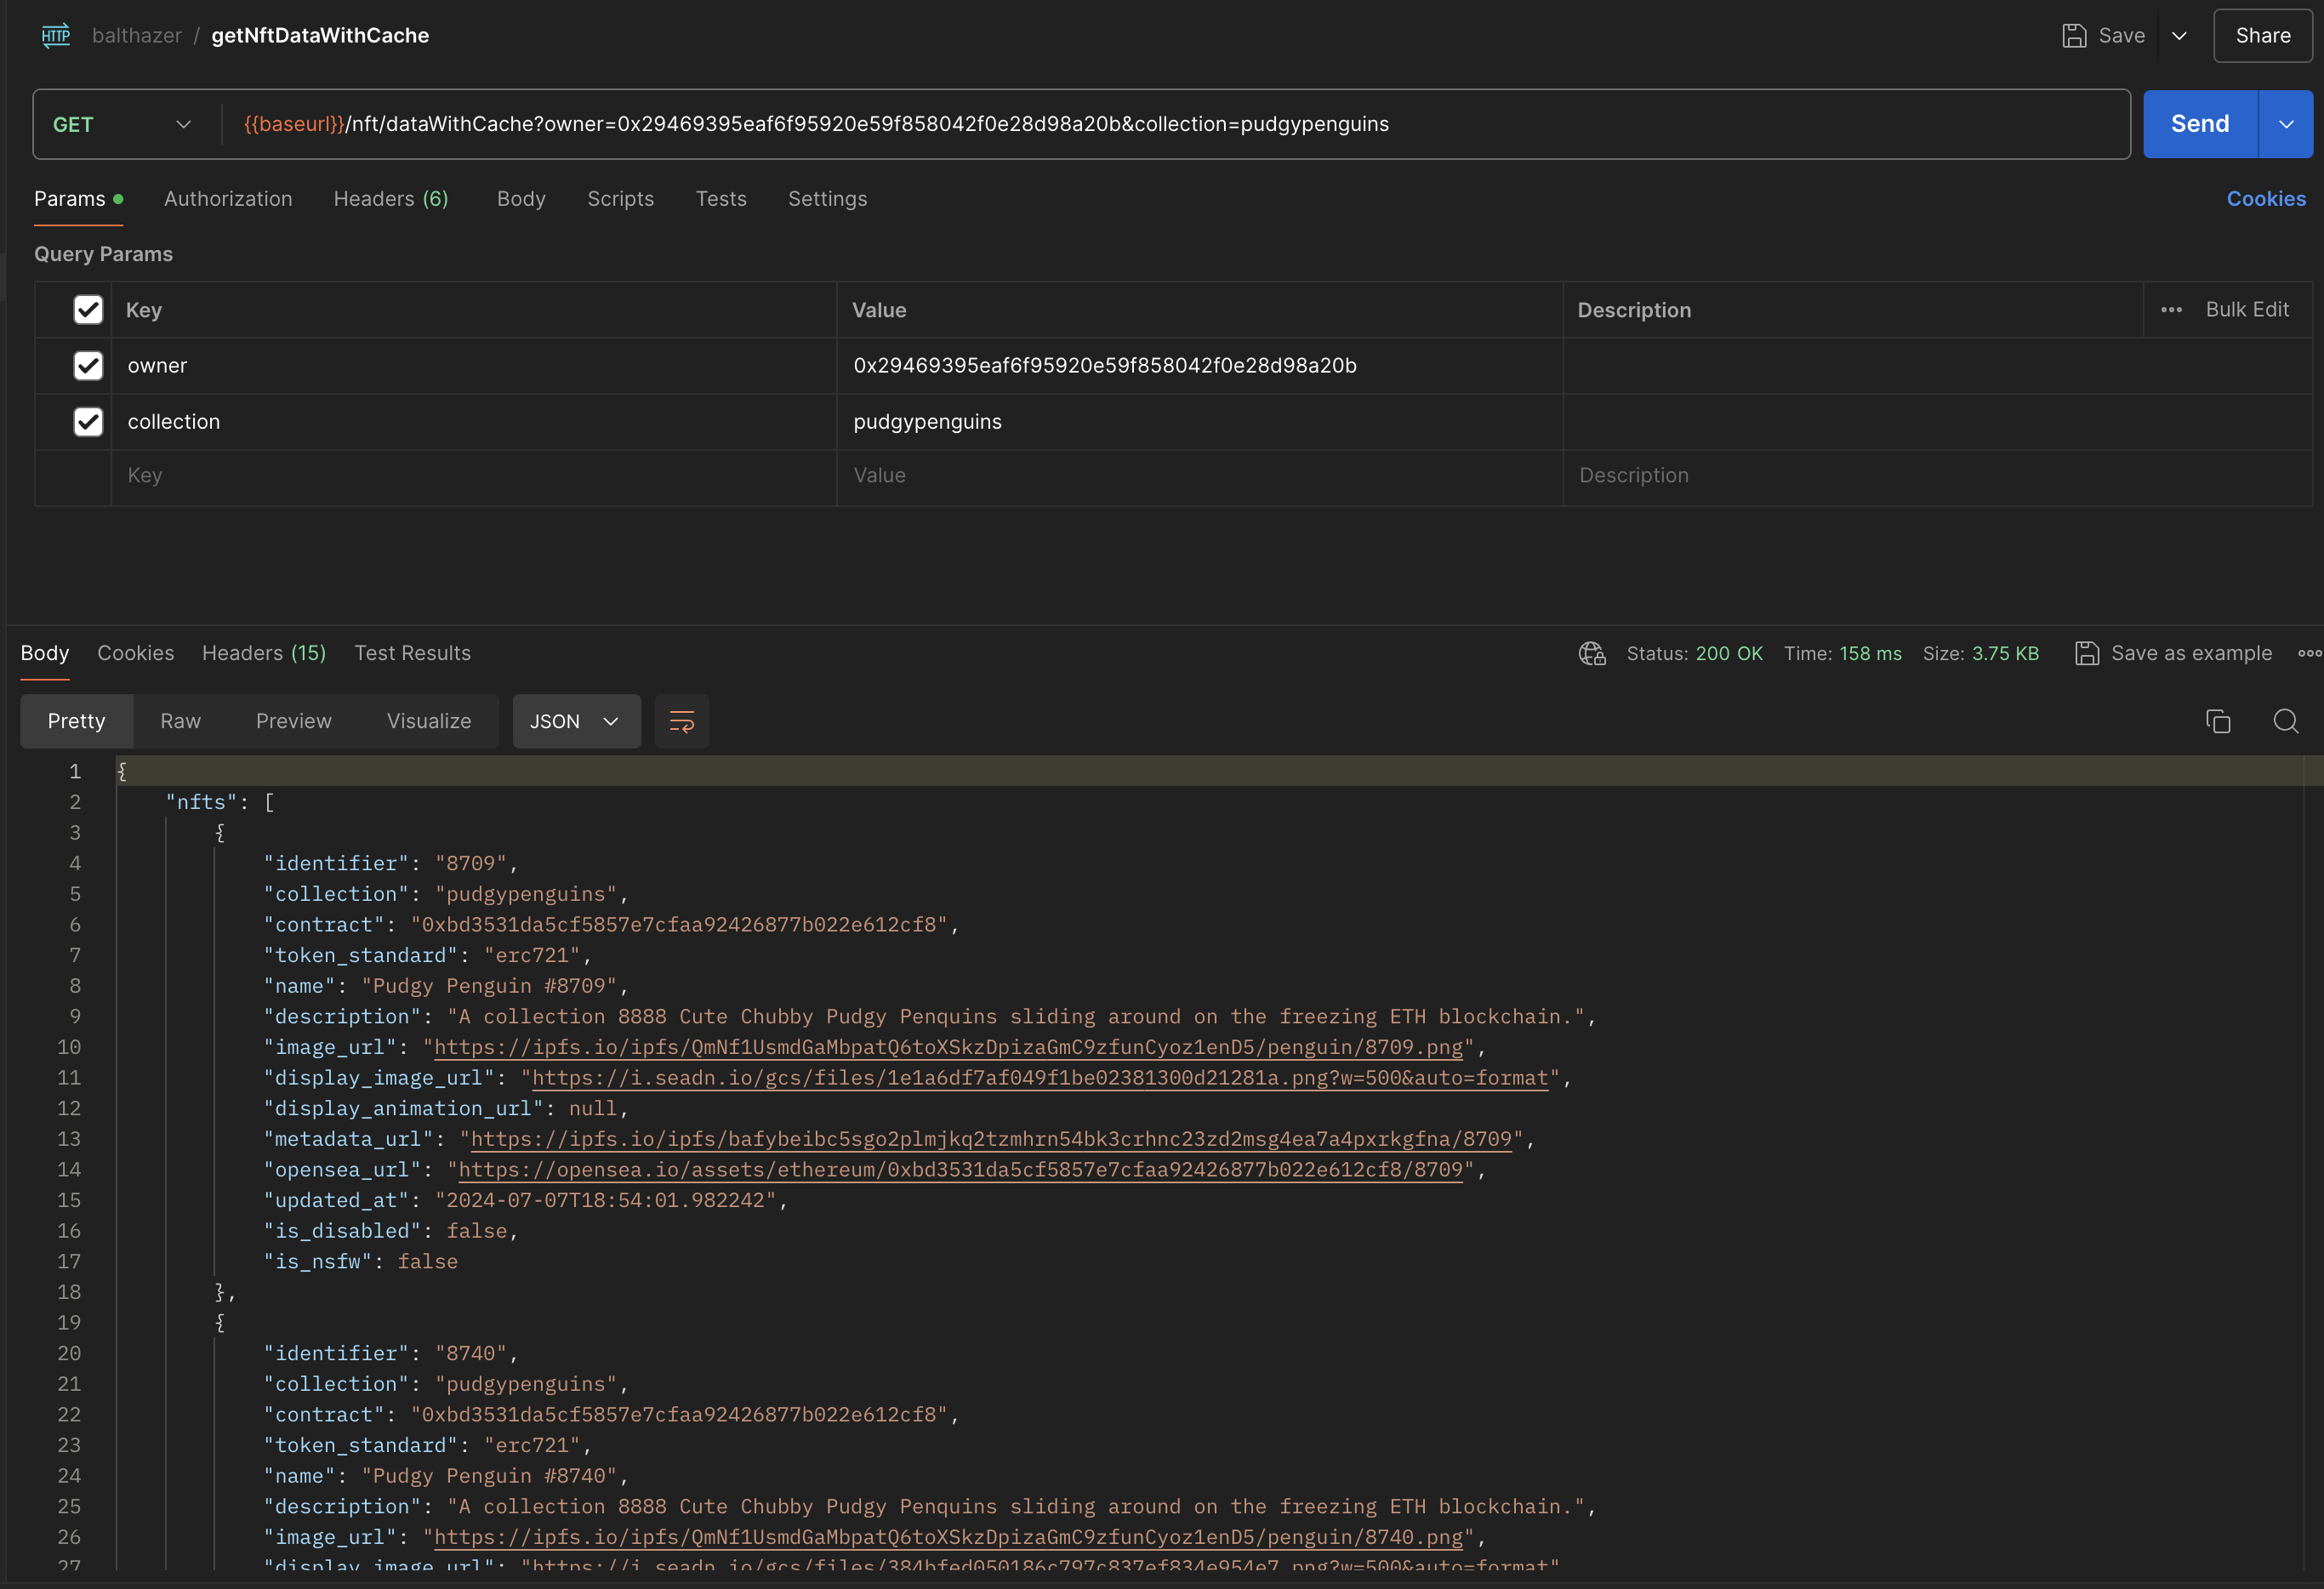 HTTP balthazer / getNftDataWithCache Save Share
GET {{baseurl}}/nft/dataWithCache?owner=0x29469395eaf6f95920e59f858042f0e28d98a20b&collection=pudgypenguins Send
Params Authorization Headers (6) Body Scripts Tests Settings Cookies
Query Params
Key Value Description Bulk Edit
owner 0x29469395eaf6f95920e59f858042f0e28d98a20b
collection pudgypenguins
Key Value Description
Body Cookies Headers (15) Test Results Status: 200 OK Time: 158 ms Size: 3.75 KB Save as example
Pretty Raw Preview Visualize JSON
1 {
2 "nfts": [
3 {
4 "identifier": "8709",
5 "collection": "pudgypenguins",
6 "contract": "0xbd3531da5cf5857e7cfaa92426877b022e612cf8",
7 "token_standard": "erc721",
8 "name": "Pudgy Penguin #8709",
9 "description": "A collection 8888 Cute Chubby Pudgy Penquins sliding around on the freezing ETH blockchain.",
10 "image_url": "https://ipfs.io/ipfs/QmNf1UsmdGaMbpatQ6toXSkzDpizaGmC9zfunCyoz1enD5/penguin/8709.png",
11 "display_image_url": "https://i.seadn.io/gcs/files/1e1a6df7af049f1be02381300d21281a.png?w=500&auto=format",
12 "display_animation_url": null,
13 "metadata_url": "https://ipfs.io/ipfs/bafybeibc5sgo2plmjkq2tzmhrn54bk3crhnc23zd2msg4ea7a4pxrkgfna/8709",
14 "opensea_url": "https://opensea.io/assets/ethereum/0xbd3531da5cf5857e7cfaa92426877b022e612cf8/8709",
15 "updated_at": "2024-07-07T18:54:01.982242",
16 "is_disabled": false,
17 "is_nsfw": false
18 },
19 {
20 "identifier": "8740",
21 "collection": "pudgypenguins",
22 "contract": "0xbd3531da5cf5857e7cfaa92426877b022e612cf8",
23 "token_standard": "erc721",
24 "name": "Pudgy Penguin #8740",
25 "description": "A collection 8888 Cute Chubby Pudgy Penquins sliding around on the freezing ETH blockchain.",
26 "image_url": "https://ipfs.io/ipfs/QmNf1UsmdGaMbpatQ6toXSkzDpizaGmC9zfunCyoz1enD5/penguin/8740.png",
27 "display_image_url": "https://i.seadn.io/gcs/files/384bfed050186c797c837ef834e954e7.png?w=500&auto=format"